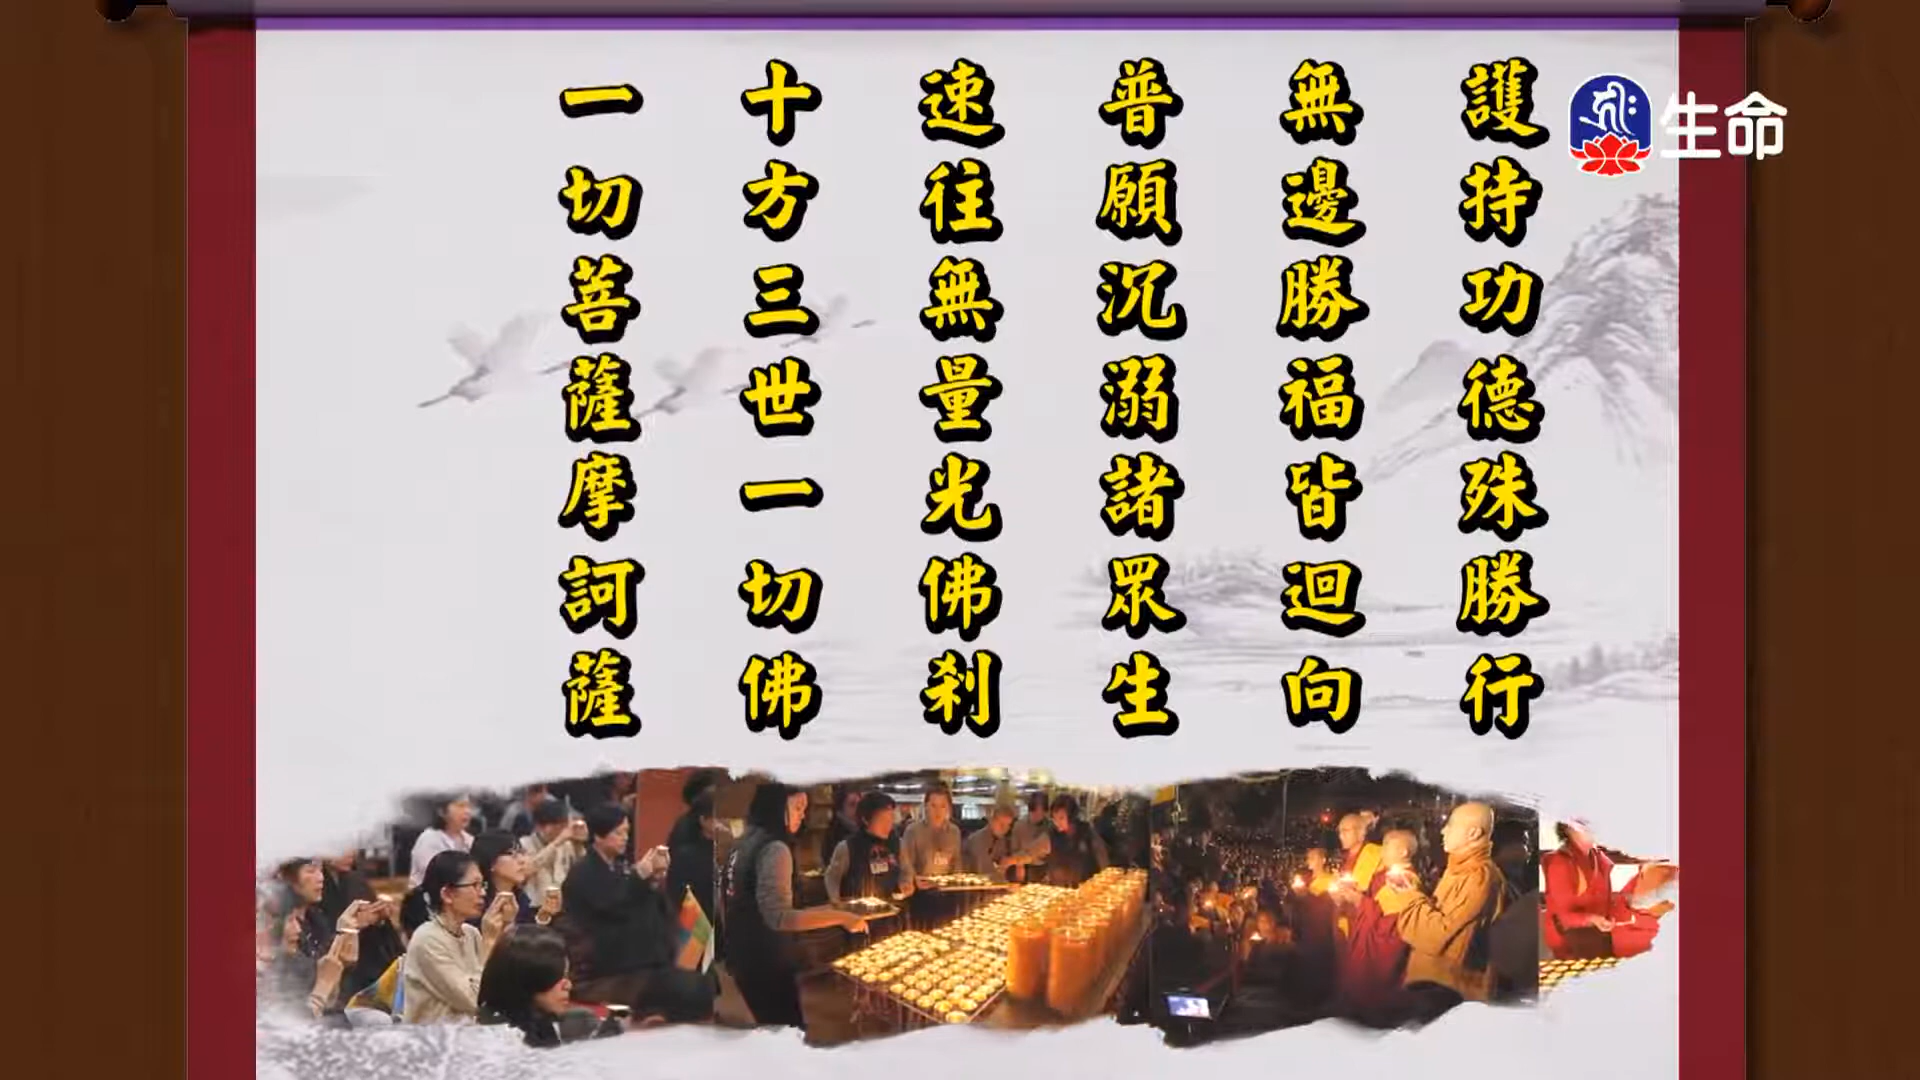 護持功德殊勝行
無邊勝福皆迴向
普願沉溺諸眾生
速往無量光佛剎
十方三世一切佛
一切菩薩摩訶薩
生命